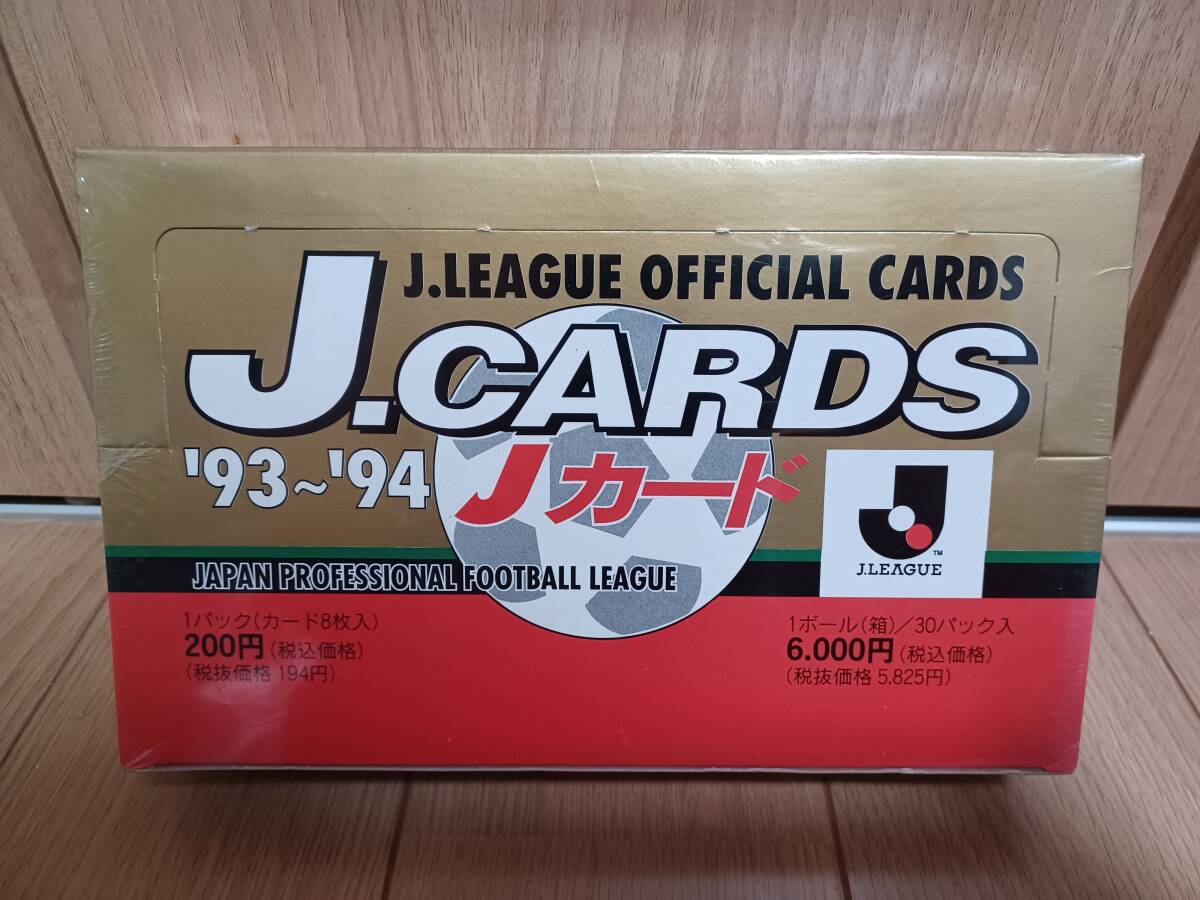 J.LEAGUE OFFICIAL CARDS
J.CARDS
'93~'94
Jカード
TM
J.LEAGUE
JAPAN PROFESSIONAL FOOTBALL LEAGUE
1パック(カード8枚入)
200円(税込価格)
(税抜価格 194円)
1ボール(箱)/30パック入
6.000円(税込価格)
(税抜価格 5.825円)